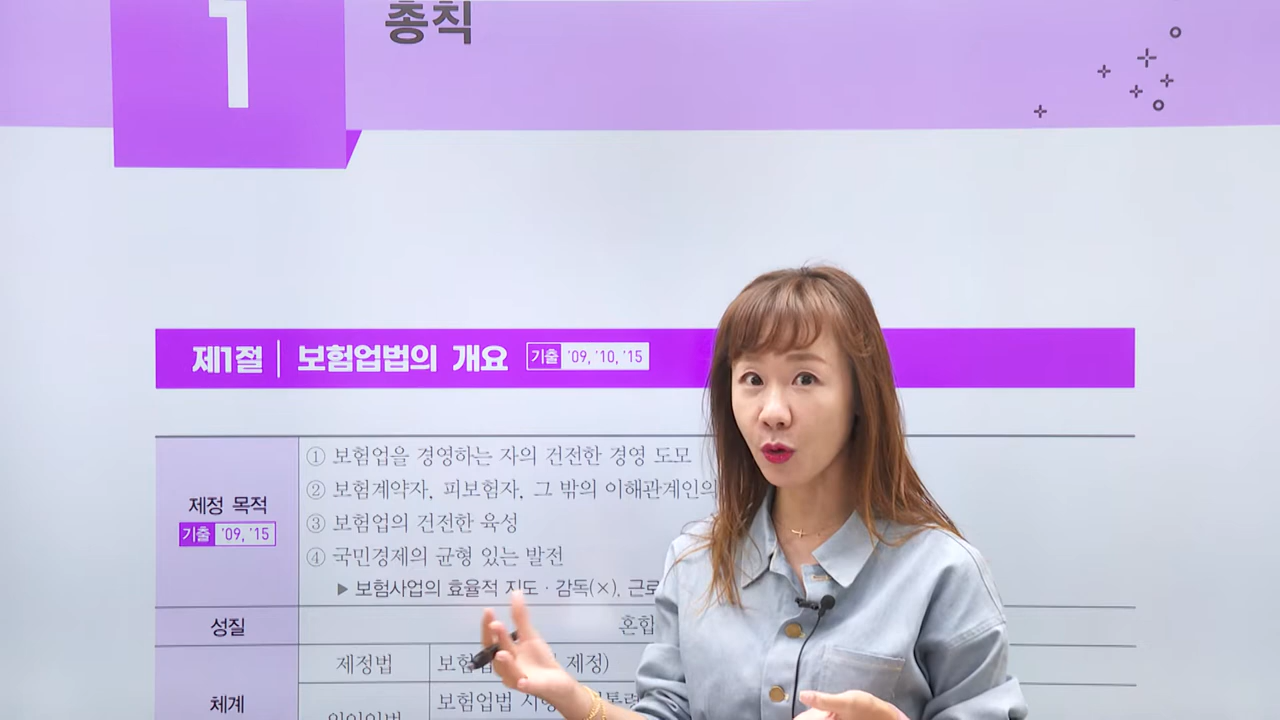 1
총칙
제1절 보험업법의 개요 기출 '09, '10, '15
제정 목적
기출 '09, '15
① 보험업을 경영하는 자의 건전한 경영 도모
② 보험계약자, 피보험자, 그 밖의 이해관계인의
③ 보험업의 건전한 육성
④ 국민경제의 균형 있는 발전
▶ 보험사업의 효율적 지도·감독(×), 근로
성질
혼합
체계
제정법
제정)
보험업법